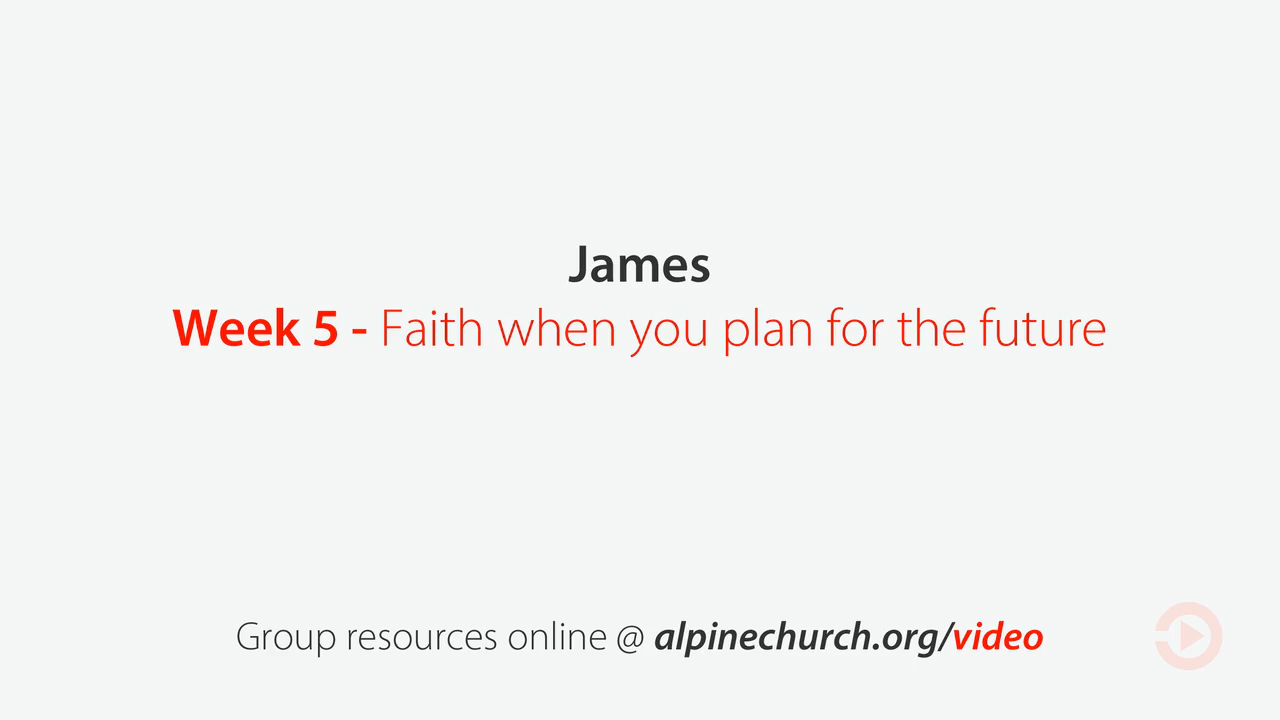 James
Week 5 - Faith when you plan for the future
Group resources online @ alpinechurch.org/video